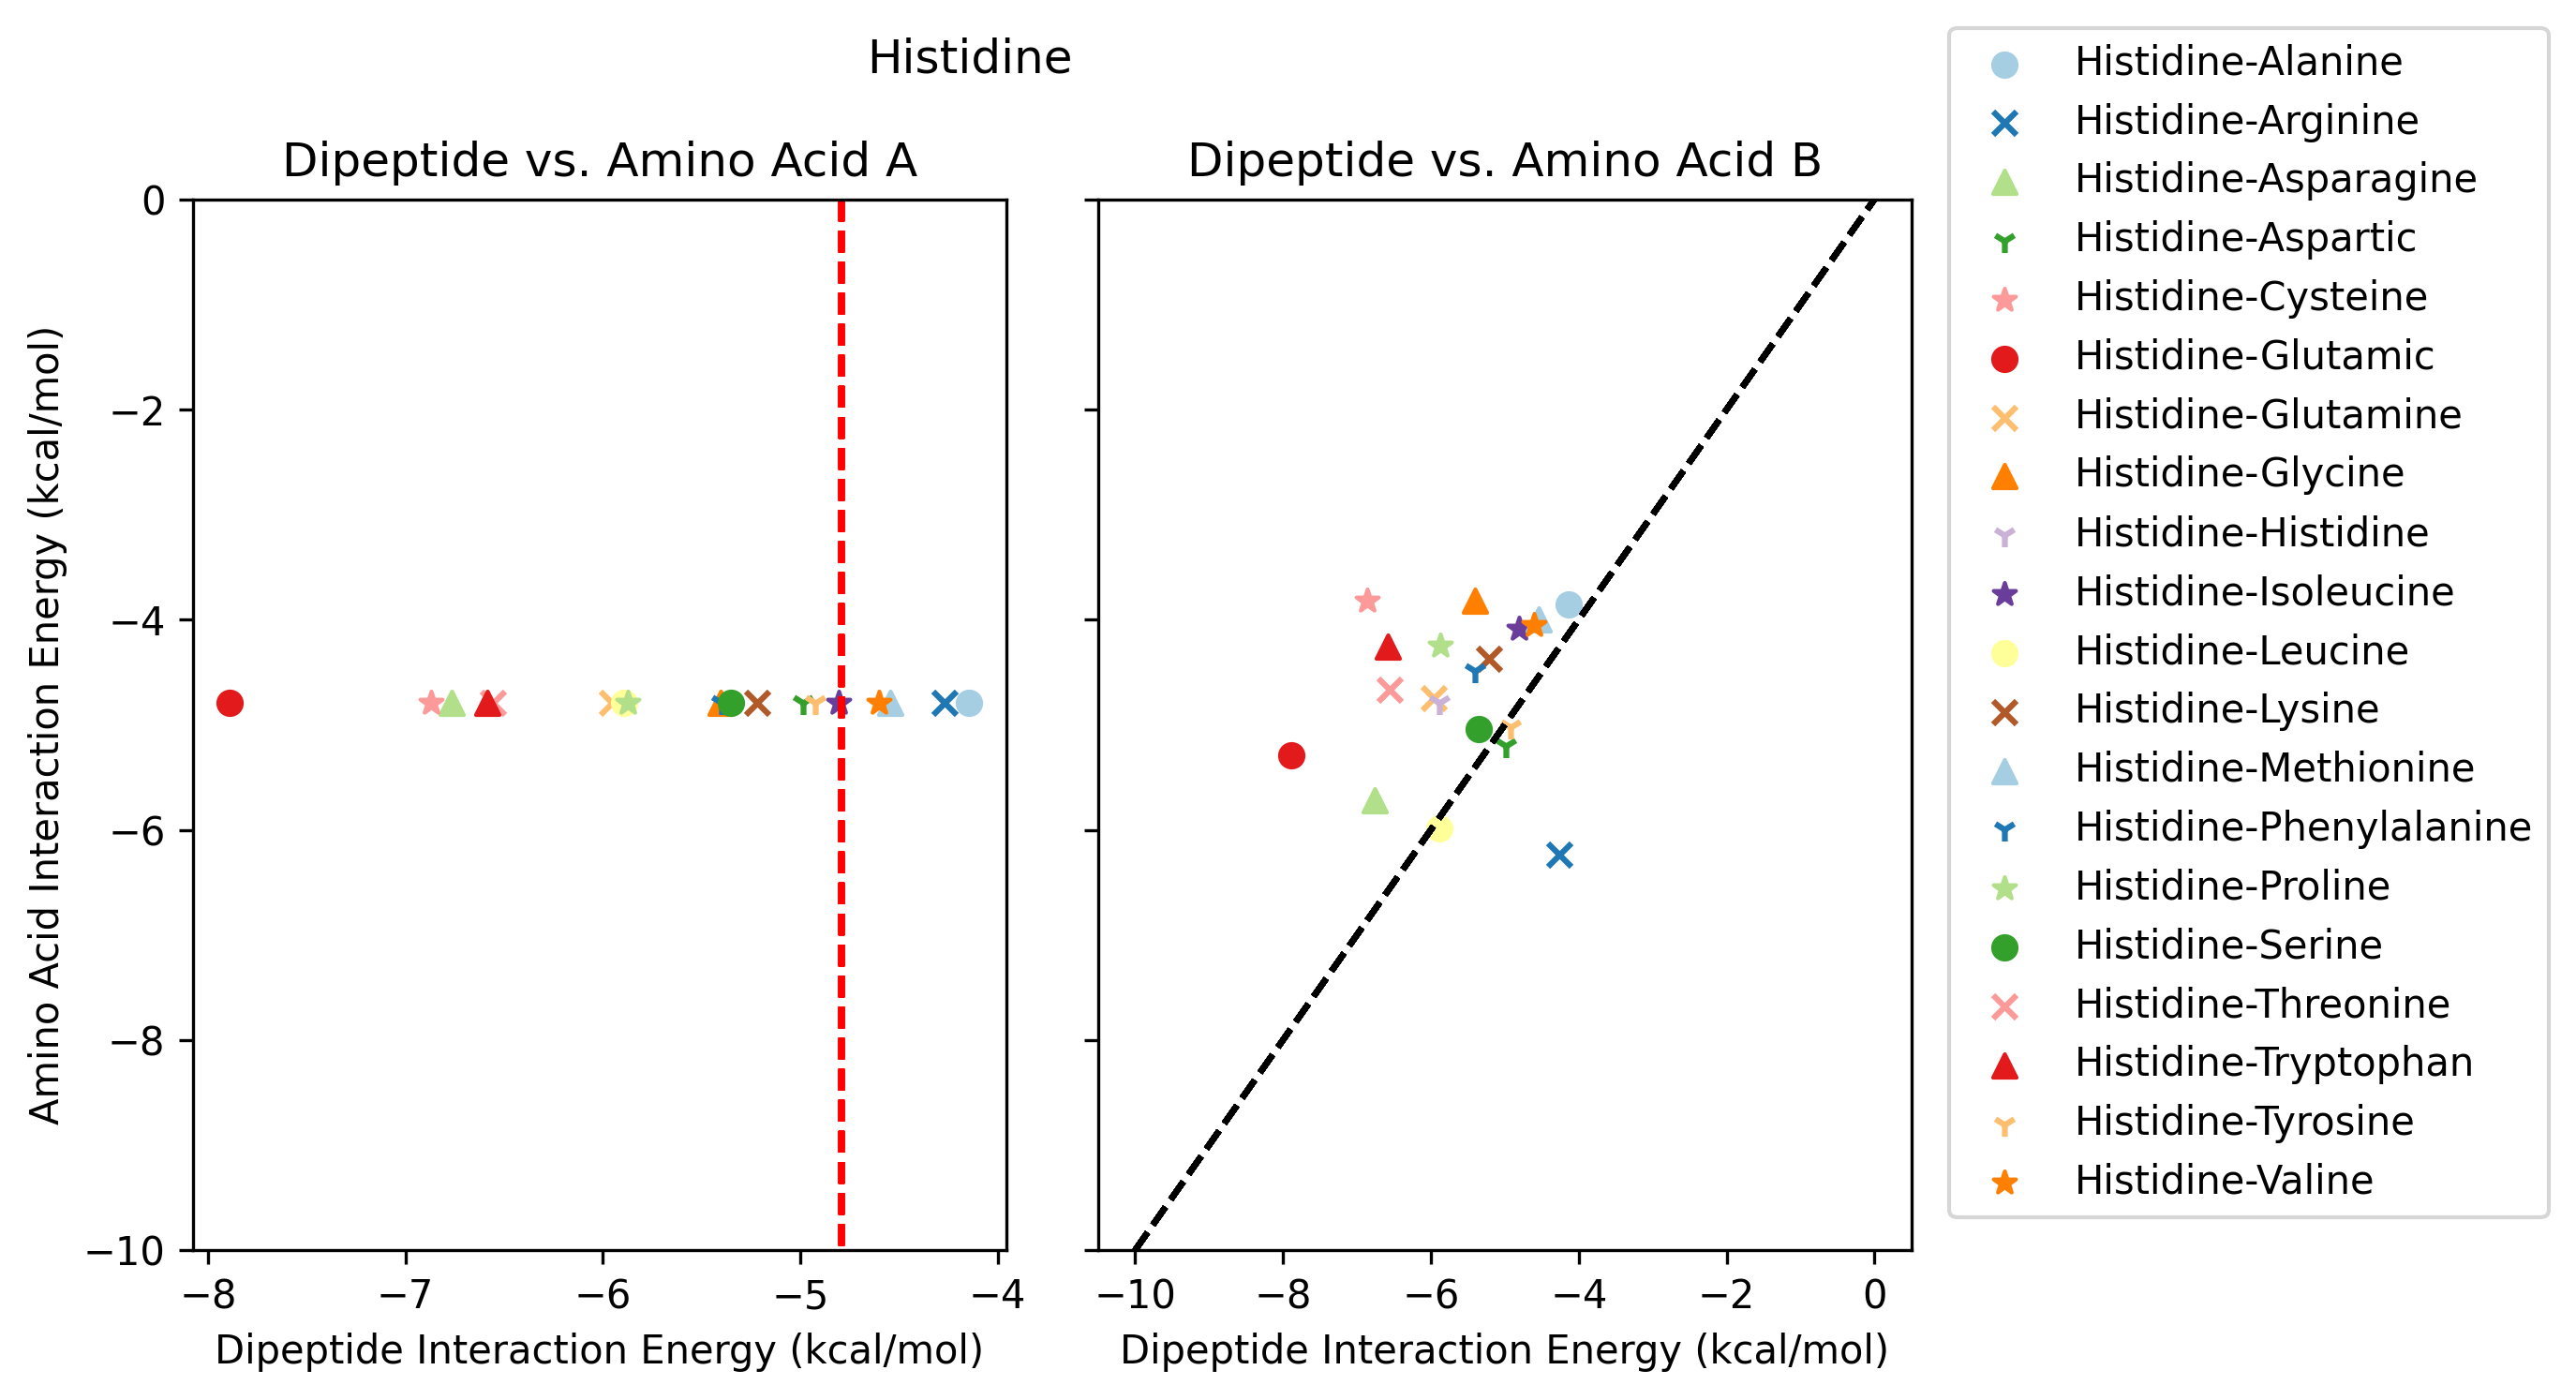 Histidine
Dipeptide vs. Amino Acid A
Dipeptide vs. Amino Acid B
Amino Acid Interaction Energy (kcal/mol)
0
−2
−4
−6
−8
−10
−8 −7 −6 −5 −4
−10 −8 −6 −4 −2 0
Dipeptide Interaction Energy (kcal/mol)
Dipeptide Interaction Energy (kcal/mol)
Histidine-Alanine
Histidine-Arginine
Histidine-Asparagine
Histidine-Aspartic
Histidine-Cysteine
Histidine-Glutamic
Histidine-Glutamine
Histidine-Glycine
Histidine-Histidine
Histidine-Isoleucine
Histidine-Leucine
Histidine-Lysine
Histidine-Methionine
Histidine-Phenylalanine
Histidine-Proline
Histidine-Serine
Histidine-Threonine
Histidine-Tryptophan
Histidine-Tyrosine
Histidine-Valine